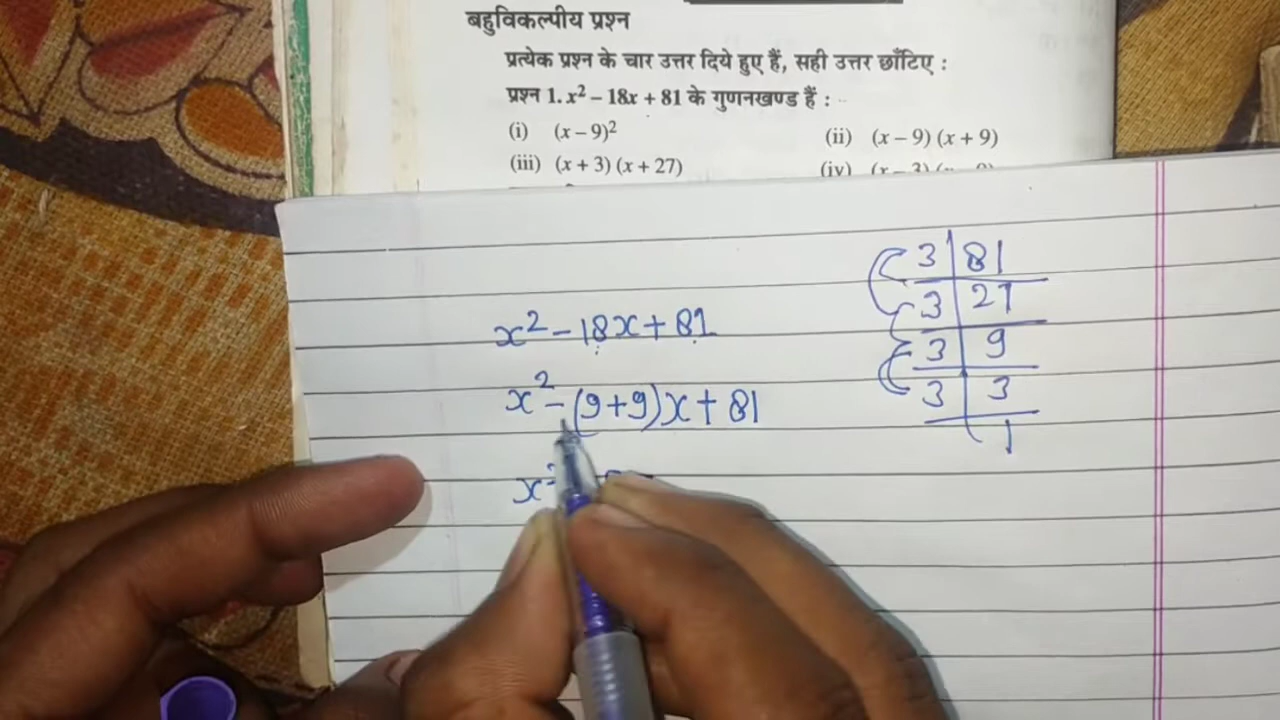 बहुविकल्पीय प्रश्न
प्रत्येक प्रश्न के चार उत्तर दिये हुए हैं, सही उत्तर छाँटिए :
प्रश्न 1. x² – 18x + 81 के गुणनखण्ड हैं :
(i) (x – 9)² (ii) (x – 9) (x + 9)
(iii) (x + 3) (x + 27) (iv)
x² – 18x + 81
x² – (9+9)x + 81
x²
3 | 81
3 | 27
3 | 9
3 | 3
| 1